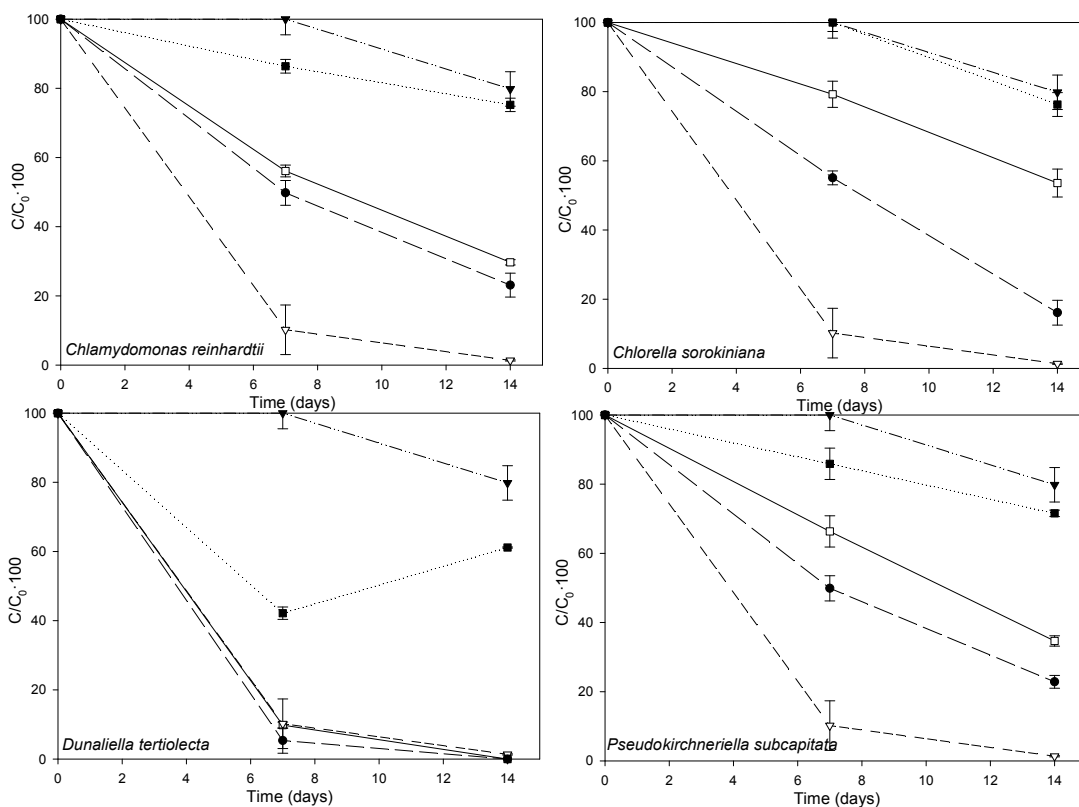 C/C₀·100
100
80
60
40
20
0
Chlamydomonas reinhardtii
0 2 4 6 8 10 12 14
Time (days)
C/C₀·100
100
80
60
40
20
0
Chlorella sorokiniana
0 2 4 6 8 10 12 14
Time (days)
C/C₀·100
100
80
60
40
20
0
Dunaliella tertiolecta
0 2 4 6 8 10 12 14
Time (days)
C/C₀·100
100
80
60
40
20
0
Pseudokirchneriella subcapitata
0 2 4 6 8 10 12 14
Time (days)